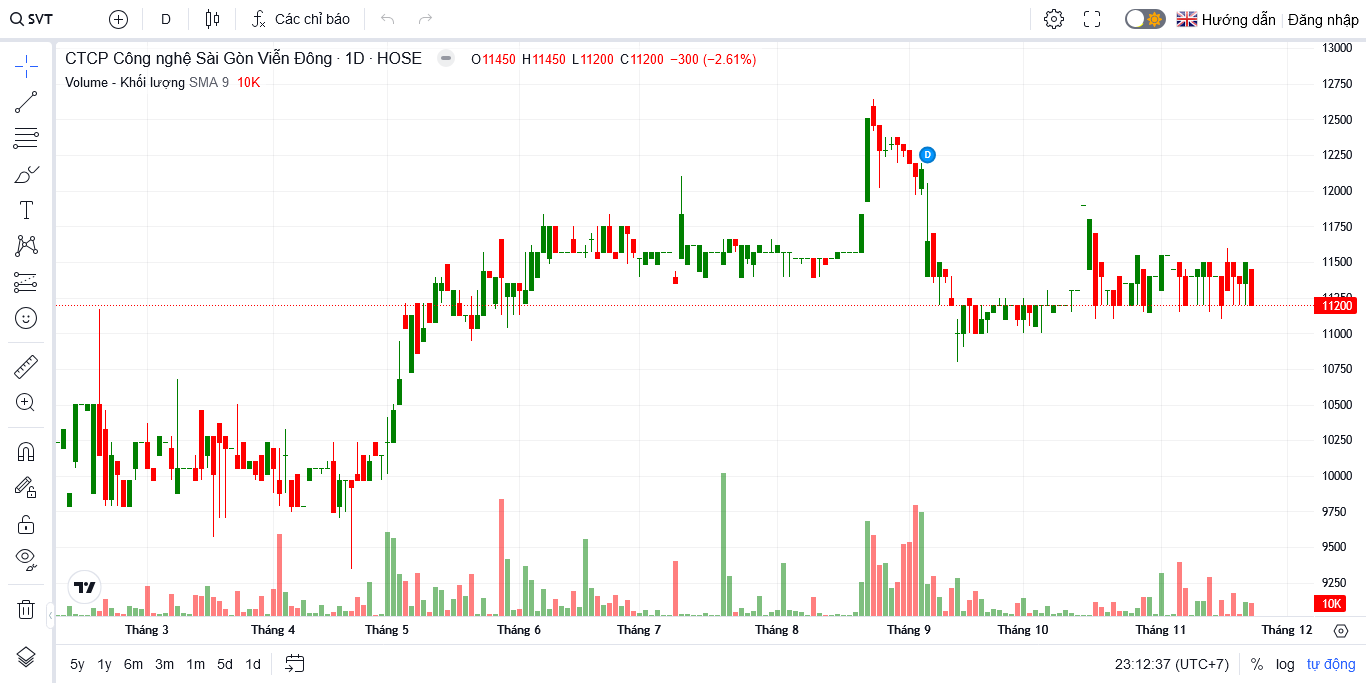 SVT D Các chỉ báo Hướng dẫn Đăng nhập
CTCP Công nghệ Sài Gòn Viễn Đông · 1D · HOSE O11450 H11450 L11200 C11200 −300 (−2.61%)
Volume - Khối lượng SMA 9 10K
13000
12750
12500
D
12250
12000
11750
11500
11250
11200
11000
10750
10500
10250
10000
9750
9500
9250
10K
Tháng 3 Tháng 4 Tháng 5 Tháng 6 Tháng 7 Tháng 8 Tháng 9 Tháng 10 Tháng 11 Tháng 12
5y 1y 6m 3m 1m 5d 1d 23:12:37 (UTC+7) % log tự động